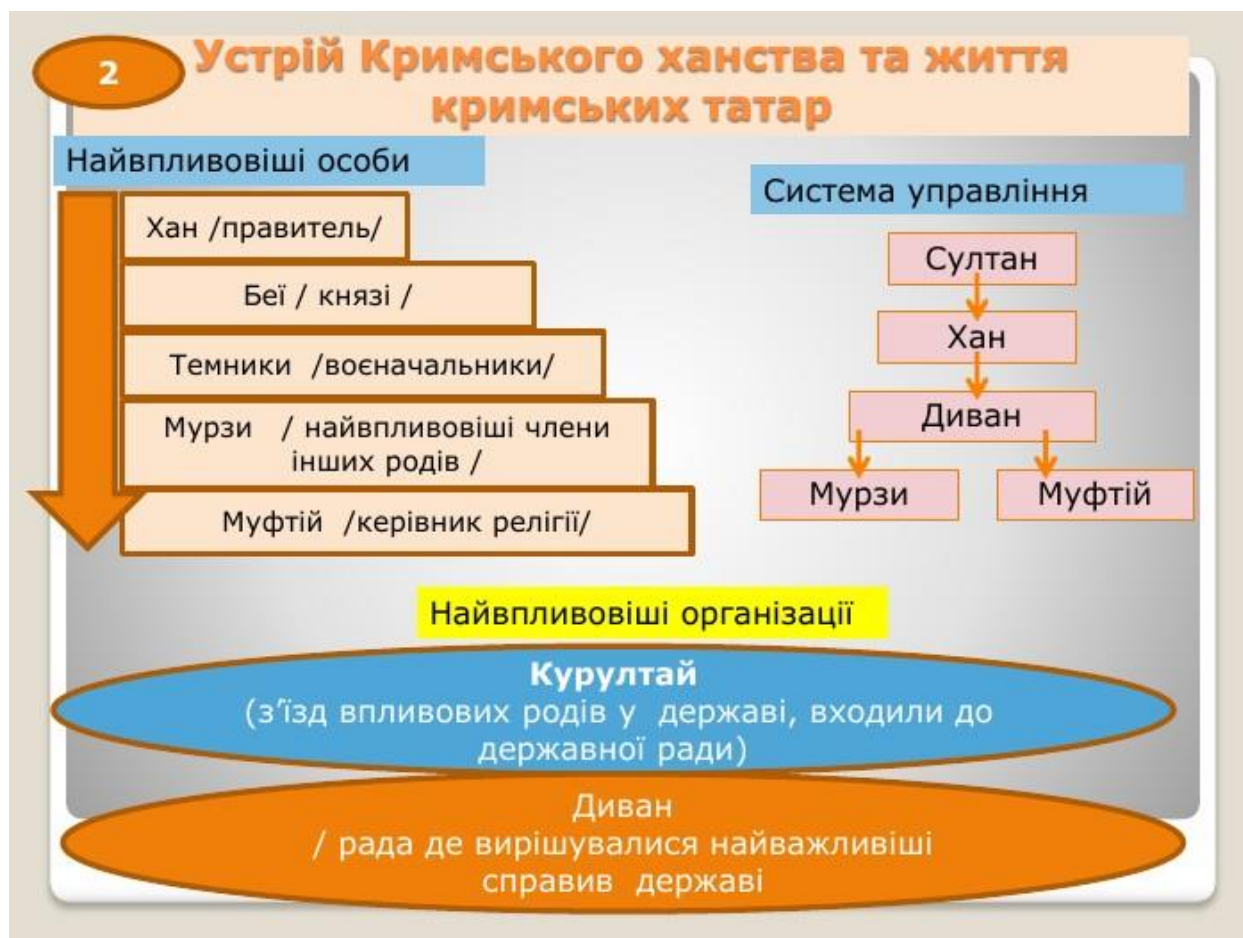 2
Устрій Кримського ханства та життя
кримських татар
Найвпливовіші особи
Хан /правитель/
Беї / князі /
Темники /воєначальники/
Мурзи / найвпливовіші члени
інших родів /
Муфтій /керівник релігії/
Система управління
Султан
Хан
Диван
Мурзи
Муфтій
Найвпливовіші організації
Курултай
(з’їзд впливових родів у державі, входили до
державної ради)
Диван
/ рада де вирішувалися найважливіші
справив державі